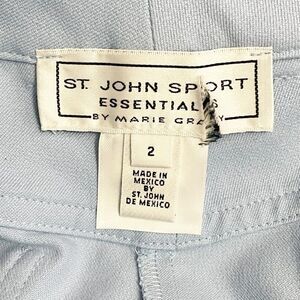 ST. JOHN SPORT
ESSENTIALS
BY MARIE GRAY
2
MADE IN
MEXICO
BY
ST. JOHN
DE MEXICO